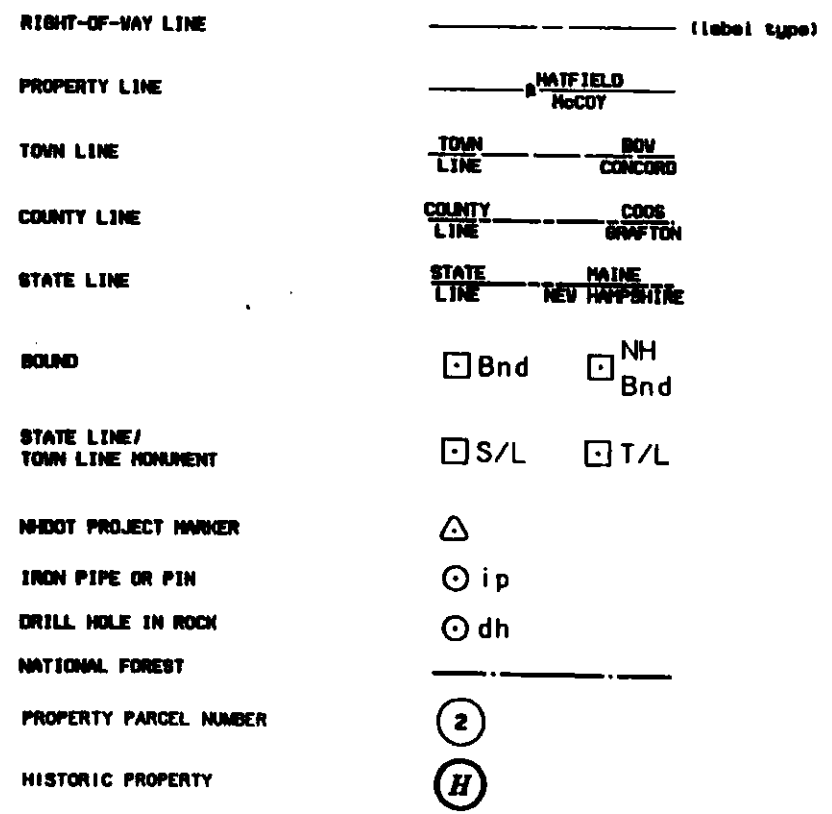 RIGHT-OF-WAY LINE (label type)
PROPERTY LINE HATFIELD
McCOY
TOWN LINE TOWN BOW
LINE CONCORD
COUNTY LINE COUNTY COOS
LINE GRAFTON
STATE LINE STATE MAINE
LINE NEW HAMPSHIRE
BOUND Bnd NH
Bnd
STATE LINE/
TOWN LINE MONUMENT S/L T/L
NHDOT PROJECT MARKER
IRON PIPE OR PIN ip
DRILL HOLE IN ROCK dh
NATIONAL FOREST
PROPERTY PARCEL NUMBER 2
HISTORIC PROPERTY H